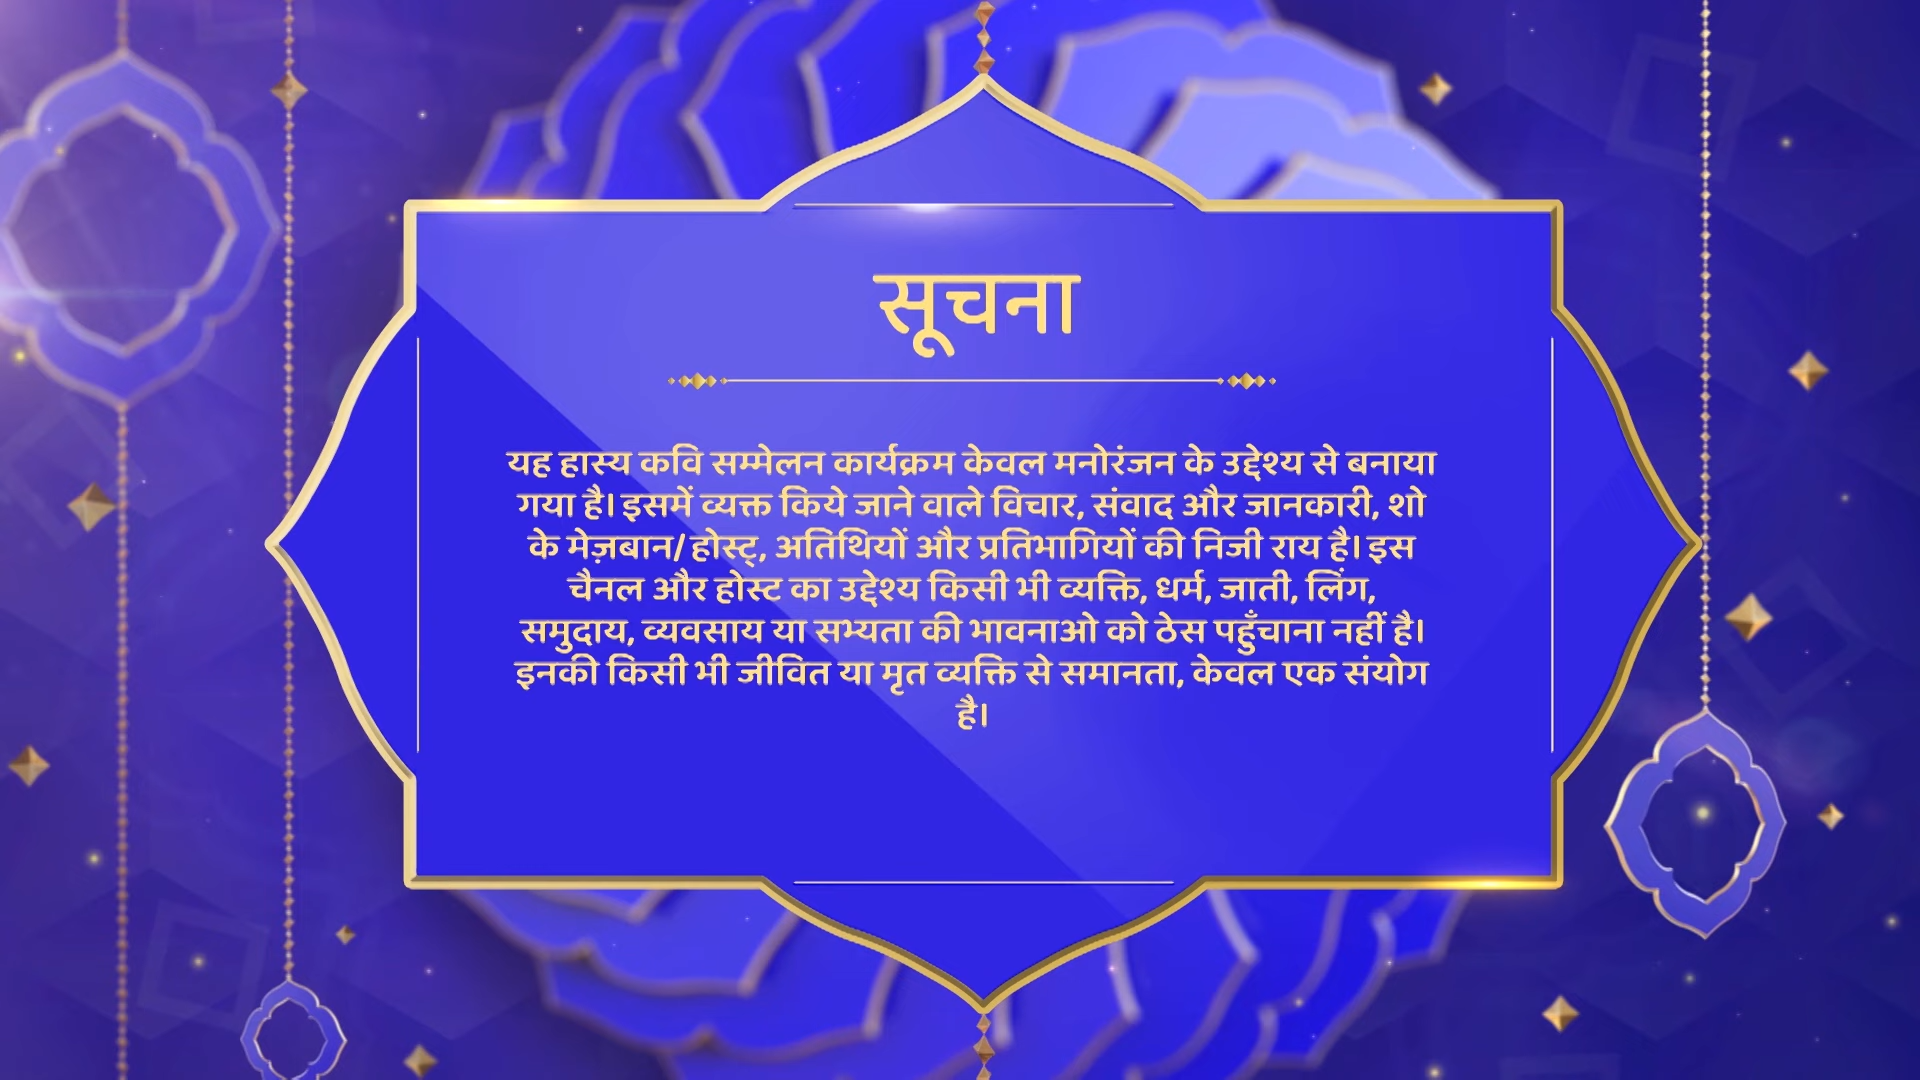 सूचना
यह हास्य कवि सम्मेलन कार्यक्रम केवल मनोरंजन के उद्देश्य से बनाया
गया है। इसमें व्यक्त किये जाने वाले विचार, संवाद और जानकारी, शो
के मेज़बान/होस्ट्, अतिथियों और प्रतिभागियों की निजी राय है। इस
चैनल और होस्ट का उद्देश्य किसी भी व्यक्ति, धर्म, जाती, लिंग,
समुदाय, व्यवसाय या सभ्यता की भावनाओ को ठेस पहुँचाना नहीं है।
इनकी किसी भी जीवित या मृत व्यक्ति से समानता, केवल एक संयोग
है।